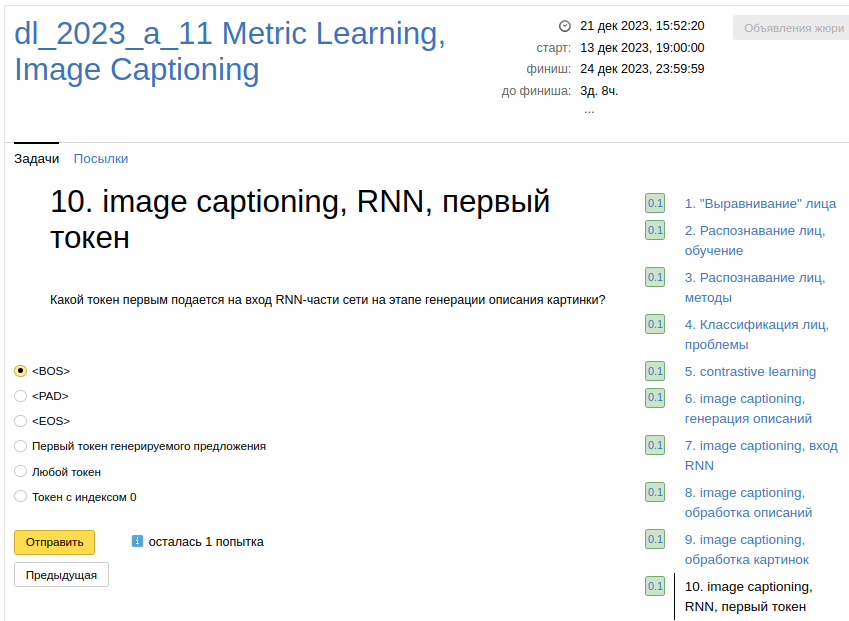 dl_2023_a_11 Metric Learning,
Image Captioning
21 дек 2023, 15:52:20
старт: 13 дек 2023, 19:00:00
финиш: 24 дек 2023, 23:59:59
до финиша: 3д. 8ч.
...
Объявления жюри
Задачи Посылки
10. image captioning, RNN, первый
токен
Какой токен первым подается на вход RNN-части сети на этапе генерации описания картинки?
<BOS>
<PAD>
<EOS>
Первый токен генерируемого предложения
Любой токен
Токен с индексом 0
Отправить
осталась 1 попытка
Предыдущая
0.1 1. "Выравнивание" лица
0.1 2. Распознавание лиц,
обучение
0.1 3. Распознавание лиц,
методы
0.1 4. Классификация лиц,
проблемы
0.1 5. contrastive learning
0.1 6. image captioning,
генерация описаний
0.1 7. image captioning, вход
RNN
0.1 8. image captioning,
обработка описаний
0.1 9. image captioning,
обработка картинок
0.1 10. image captioning,
RNN, первый токен